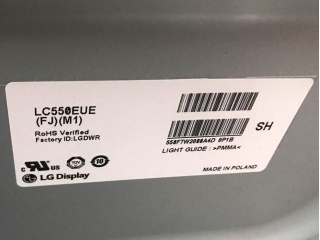 LC550EUE
(FJ)(M1)
RoHS Verified
Factory ID:LGDWR
SH
LIGHT GUIDE : >PMMA<
LG Display
MADE IN POLAND